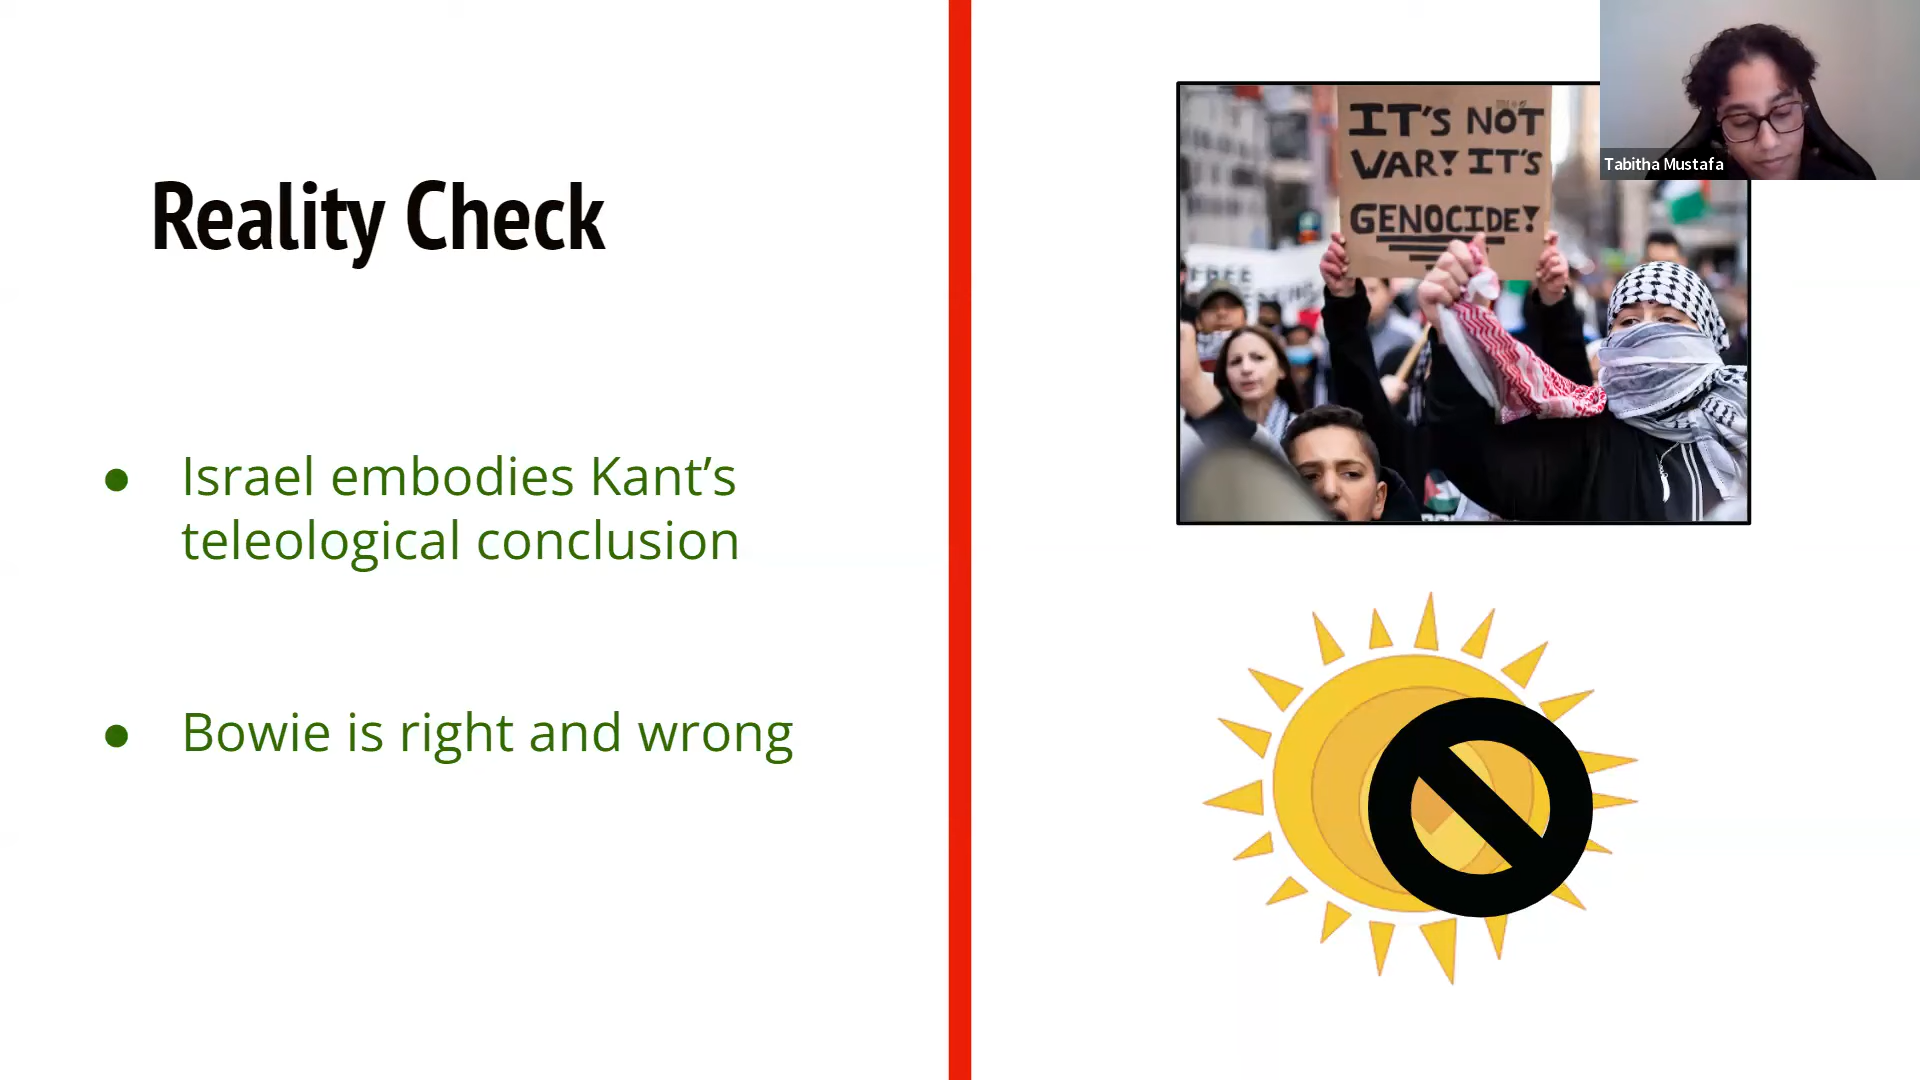 Reality Check
● Israel embodies Kant’s
teleological conclusion
● Bowie is right and wrong
IT'S NOT
WAR! IT'S
GENOCIDE!
FREE
Tabitha Mustafa